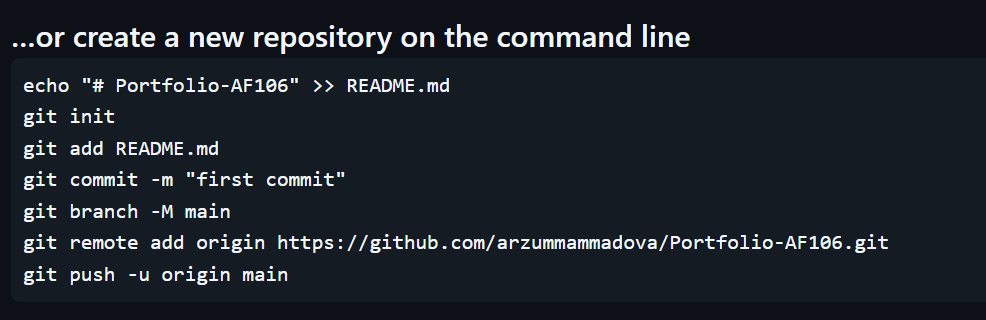 ...or create a new repository on the command line
echo "# Portfolio-AF106" >> README.md
git init
git add README.md
git commit -m "first commit"
git branch -M main
git remote add origin https://github.com/arzummammadova/Portfolio-AF106.git
git push -u origin main